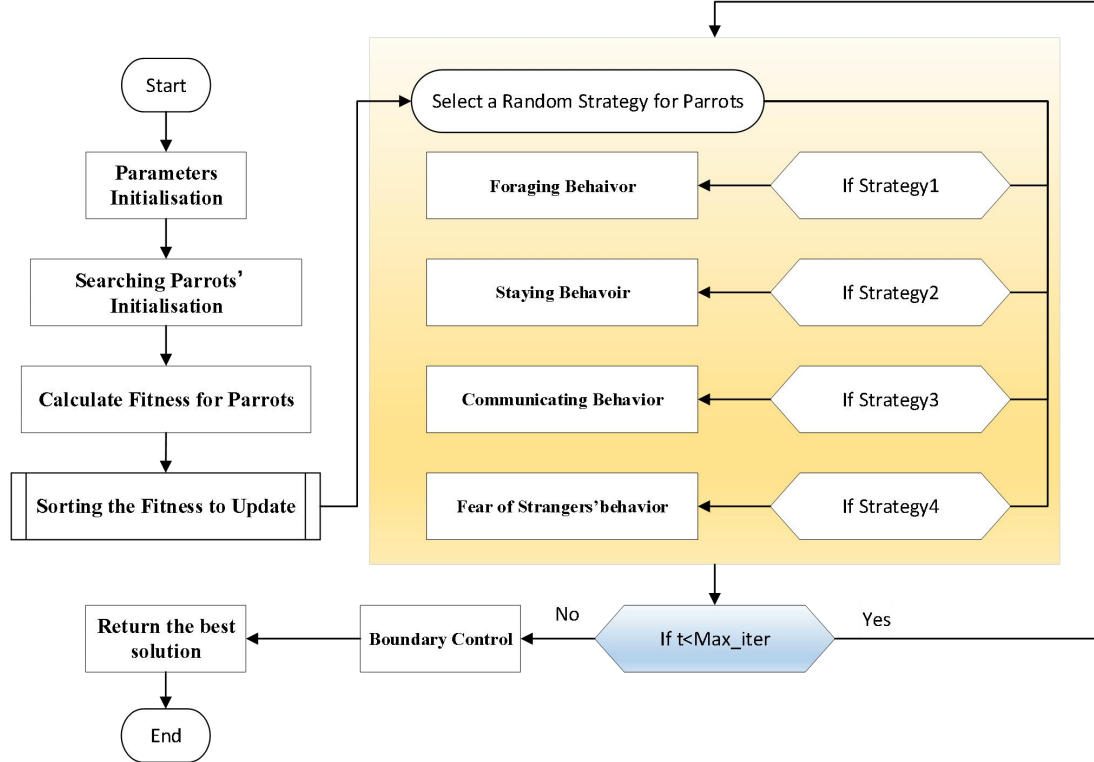 Start
Parameters
Initialisation
Searching Parrots’
Initialisation
Calculate Fitness for Parrots
Sorting the Fitness to Update
Select a Random Strategy for Parrots
Foraging Behaivor
If Strategy1
Staying Behavoir
If Strategy2
Communicating Behavior
If Strategy3
Fear of Strangers’behavior
If Strategy4
If t<Max_iter
Yes
No
Boundary Control
Return the best
solution
End